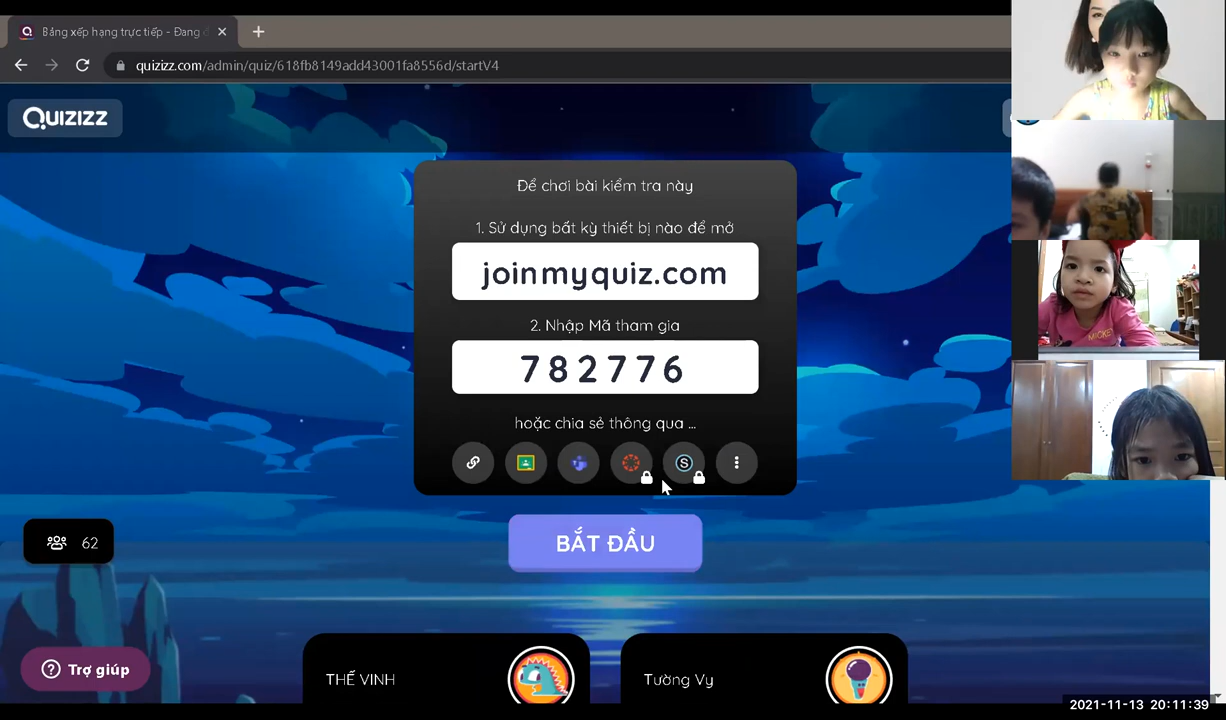 Bảng xếp hạng trực tiếp - Đang
quizizz.com/admin/quiz/618fb8149add43001fa8556d/startV4
QUIZIZZ
Để chơi bài kiểm tra này
1. Sử dụng bất kỳ thiết bị nào để mở
joinmyquiz.com
2. Nhập Mã tham gia
782776
hoặc chia sẻ thông qua ...
S
62
BẮT ĐẦU
Trợ giúp
THẾ VINH
Tường Vy
MICKEY
2021-11-13 20:11:39